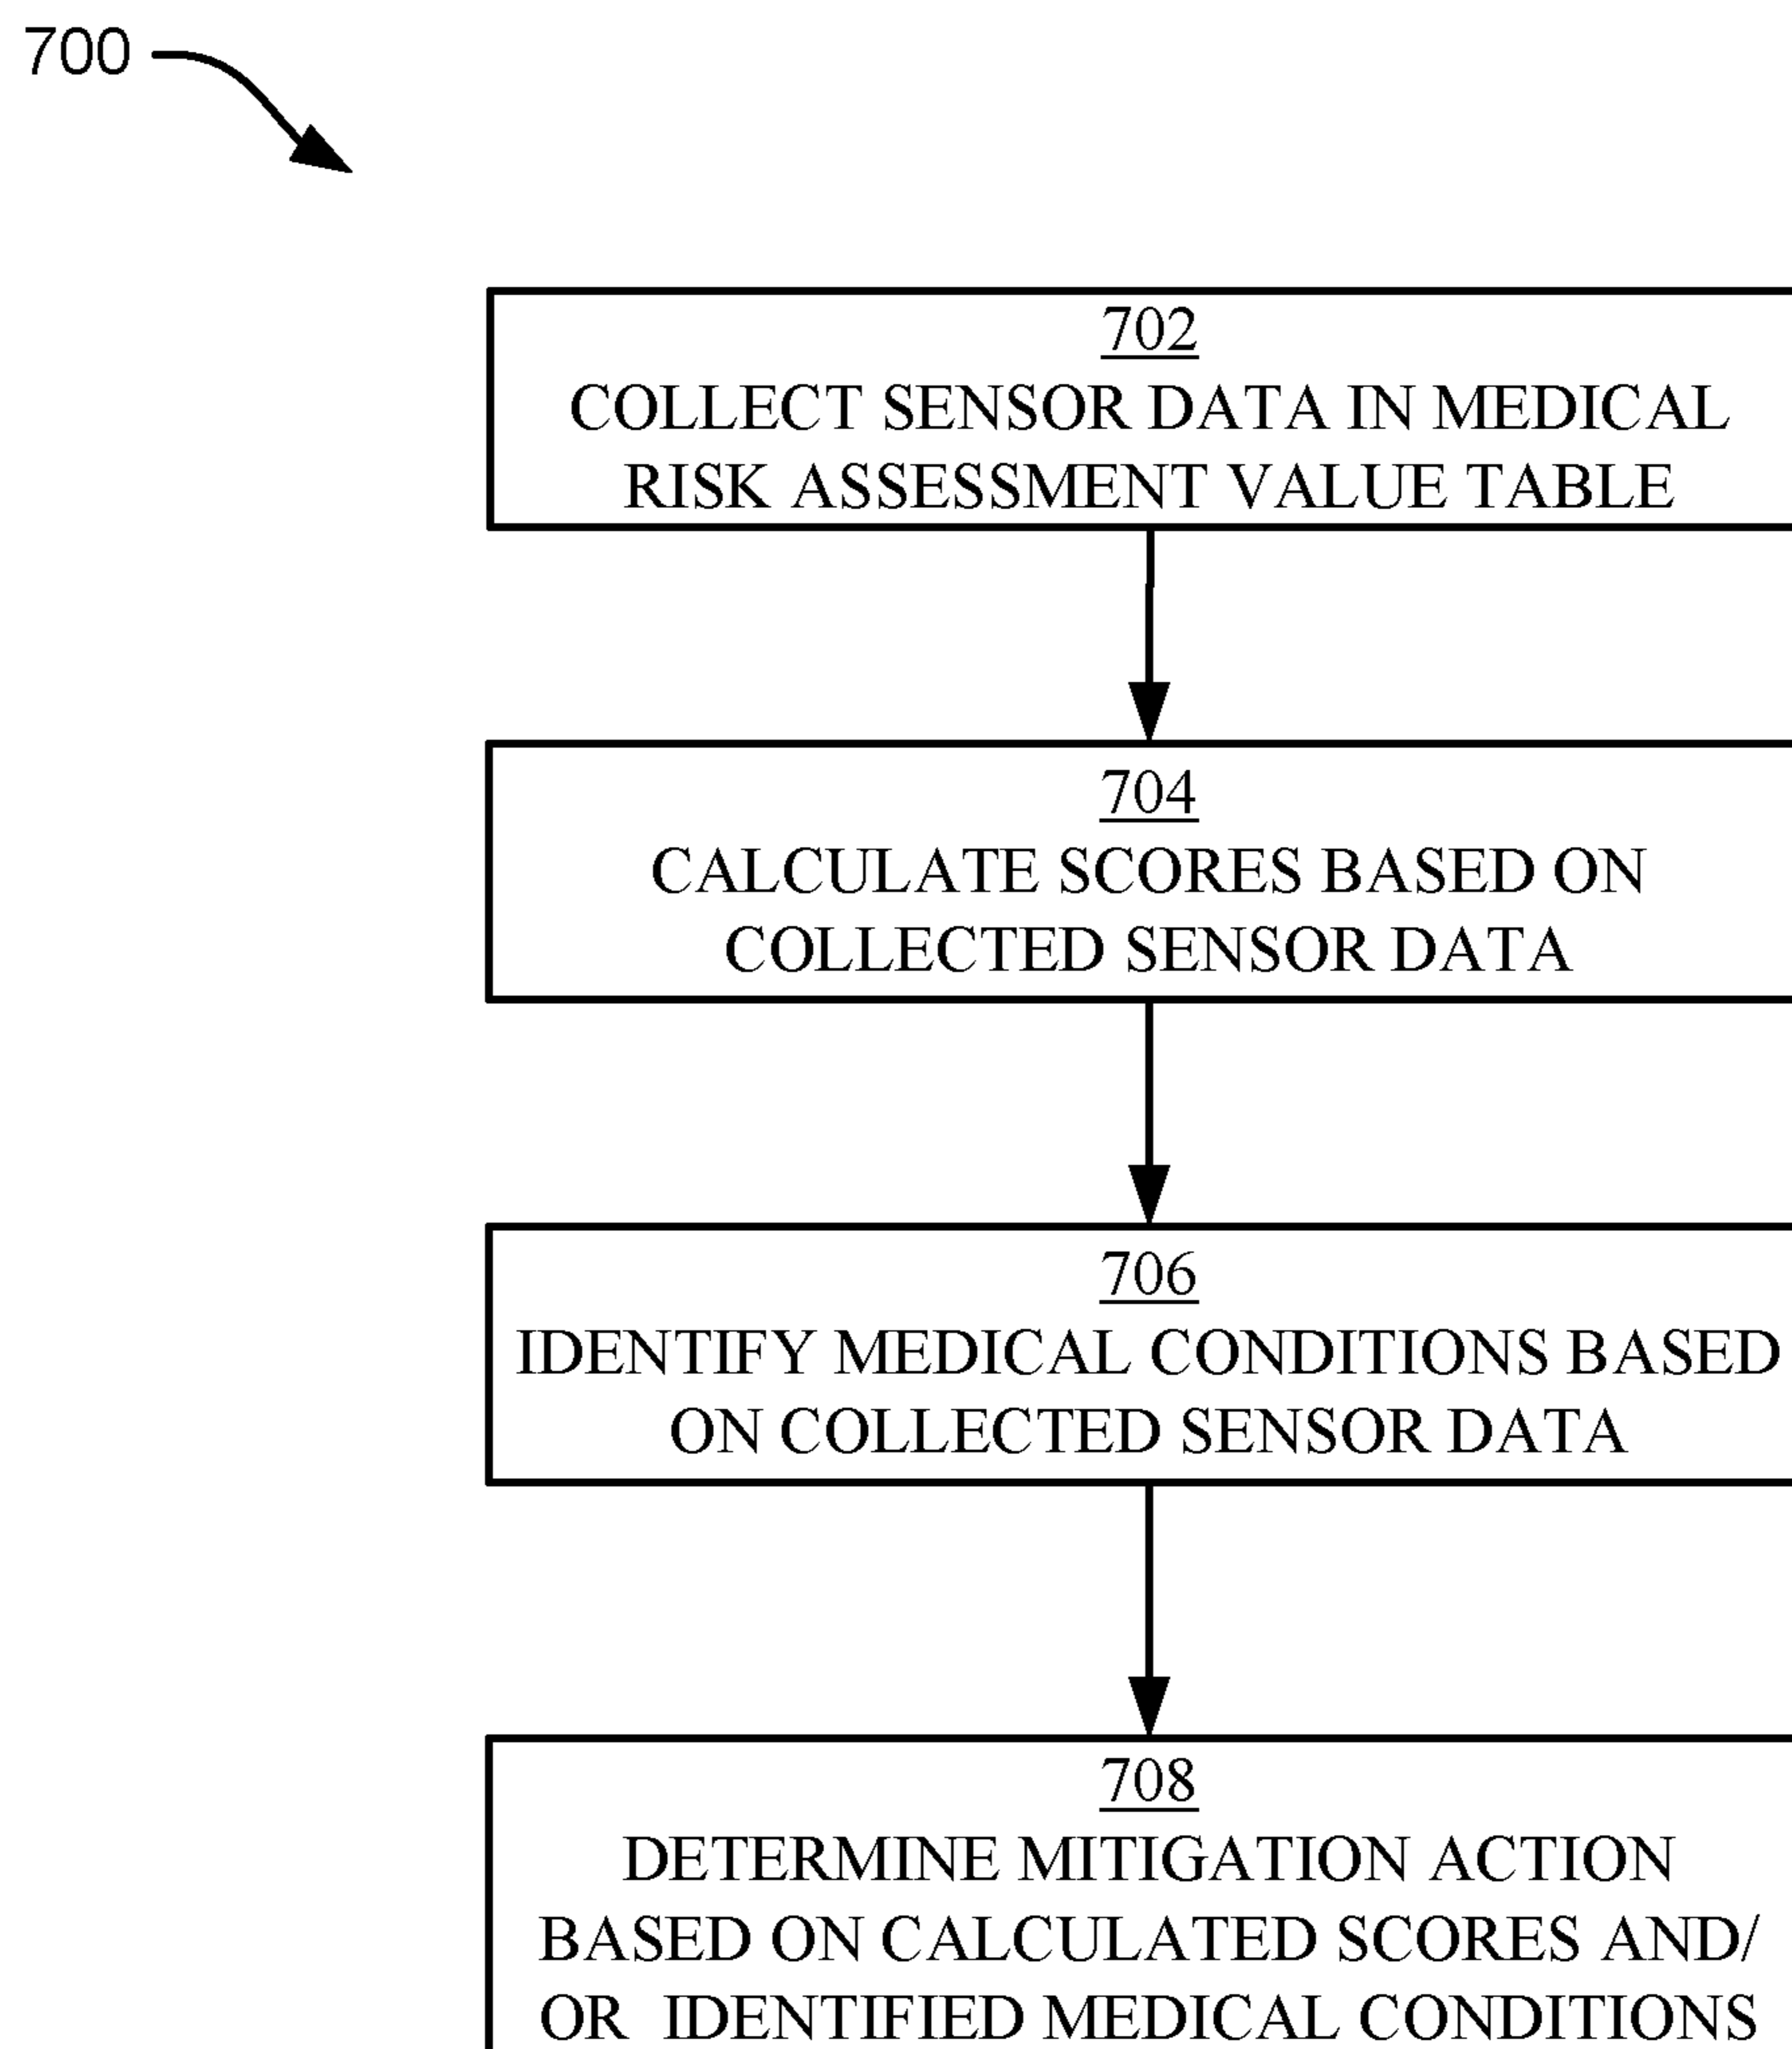 700
702
COLLECT SENSOR DATA IN MEDICAL
RISK ASSESSMENT VALUE TABLE
704
CALCULATE SCORES BASED ON
COLLECTED SENSOR DATA
706
IDENTIFY MEDICAL CONDITIONS BASED
ON COLLECTED SENSOR DATA
708
DETERMINE MITIGATION ACTION
BASED ON CALCULATED SCORES AND/
OR IDENTIFIED MEDICAL CONDITIONS